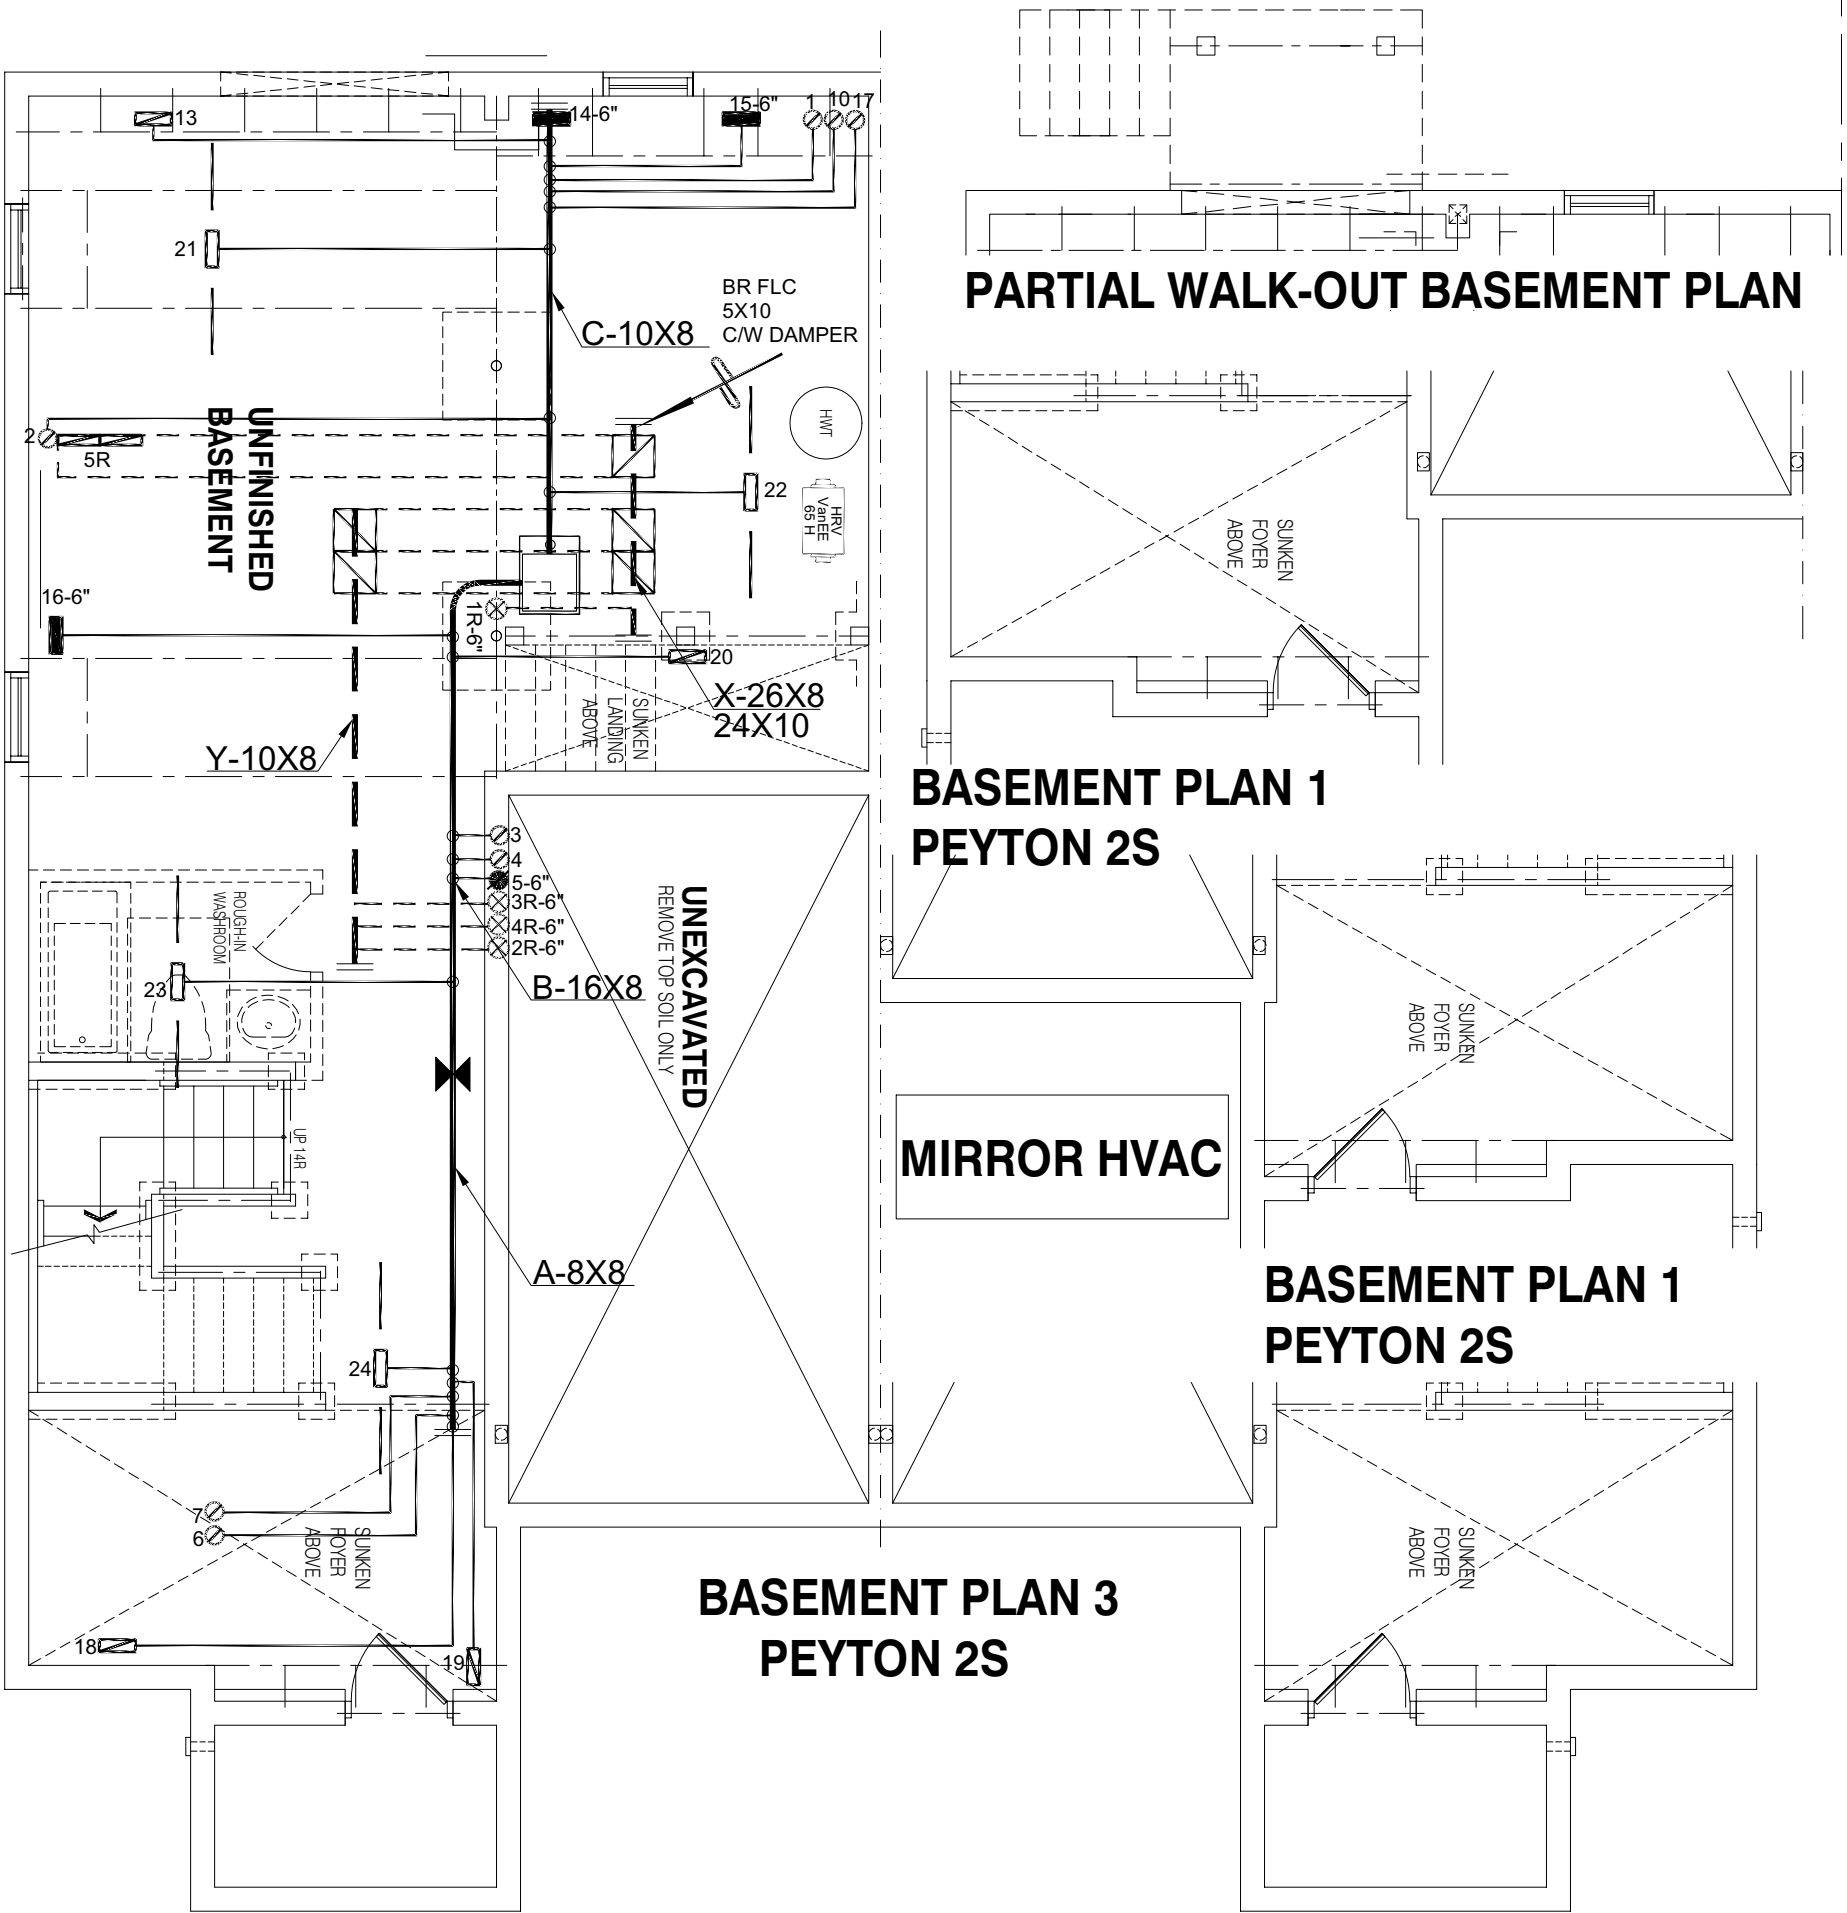 13
14-6"
15-6"
1
10
17
PARTIAL WALK-OUT BASEMENT PLAN
21
BR FLC
5X10
C/W DAMPER
C-10X8
HWT
2
5R
UNFINISHED
BASEMENT
22
HRV
VanEE
65 H
SUNKEN
FOYER
ABOVE
16-6"
1R-6"
20
X-26X8
24X10
SUNKEN
LANDING
ABOVE
Y-10X8
BASEMENT PLAN 1
PEYTON 2S
3
4
5-6"
3R-6"
4R-6"
2R-6"
ROUGH-IN
WASHROOM
UNEXCAVATED
REMOVE TOP SOIL ONLY
23
B-16X8
SUNKEN
FOYER
ABOVE
UP 14R
MIRROR HVAC
A-8X8
BASEMENT PLAN 1
PEYTON 2S
24
7
6
SUNKEN
FOYER
ABOVE
SUNKEN
FOYER
ABOVE
18
19
BASEMENT PLAN 3
PEYTON 2S